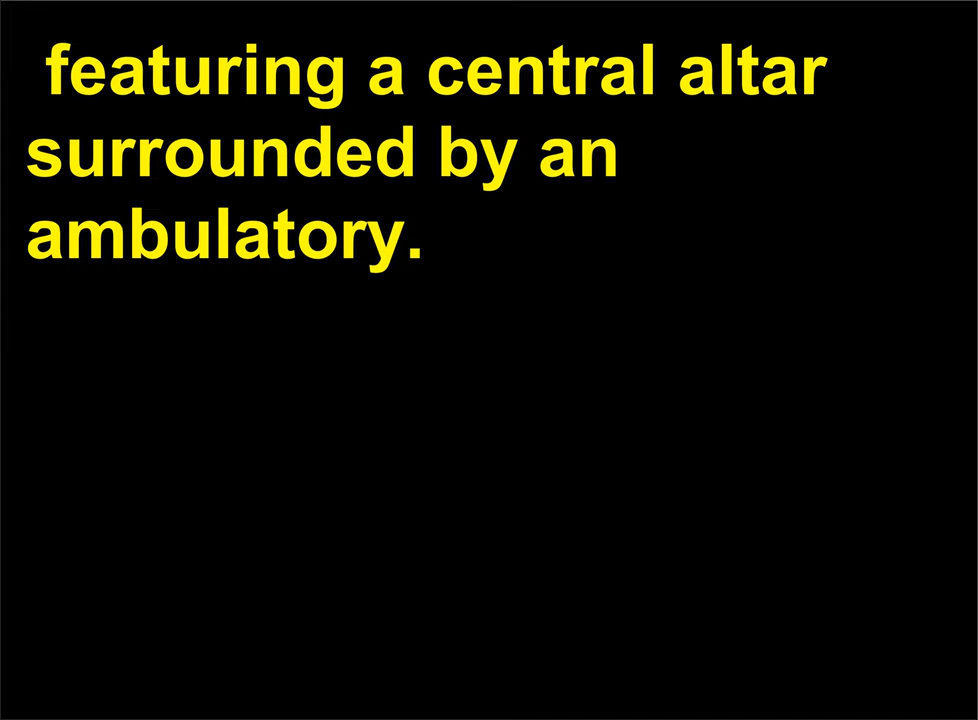 featuring a central altar
surrounded by an
ambulatory.